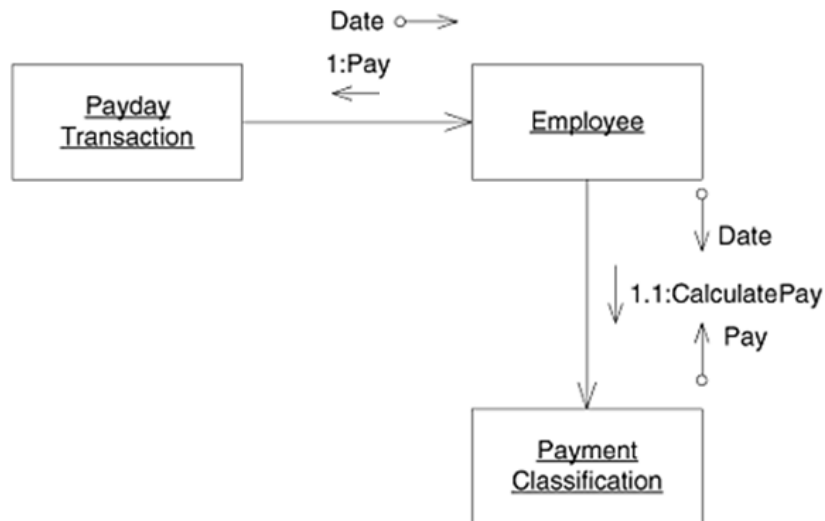 Date
1:Pay
Payday
Transaction
Employee
Date
1.1:CalculatePay
Pay
Payment
Classification